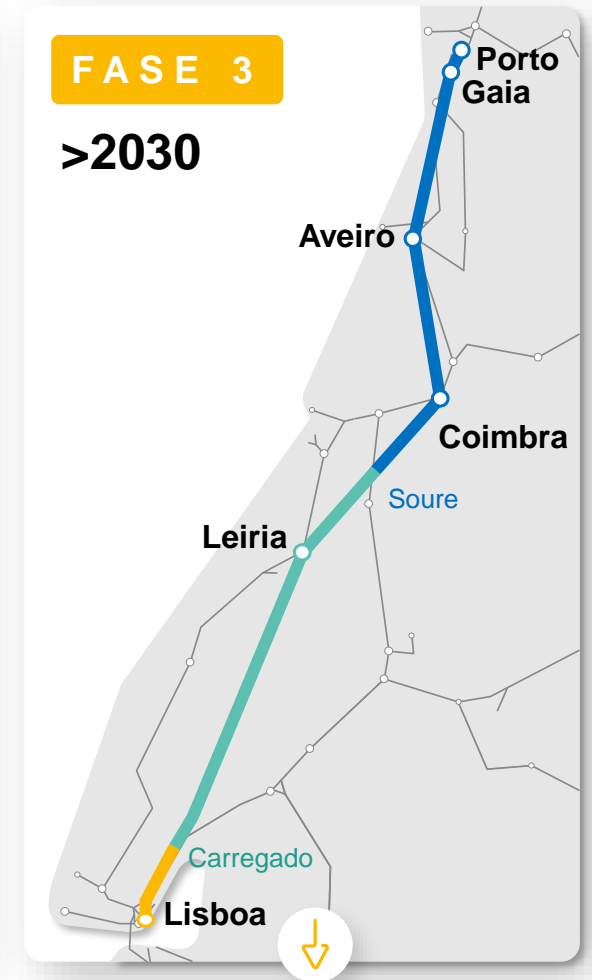 FASE 3
>2030
Porto
Gaia
Aveiro
Coimbra
Soure
Leiria
Carregado
Lisboa